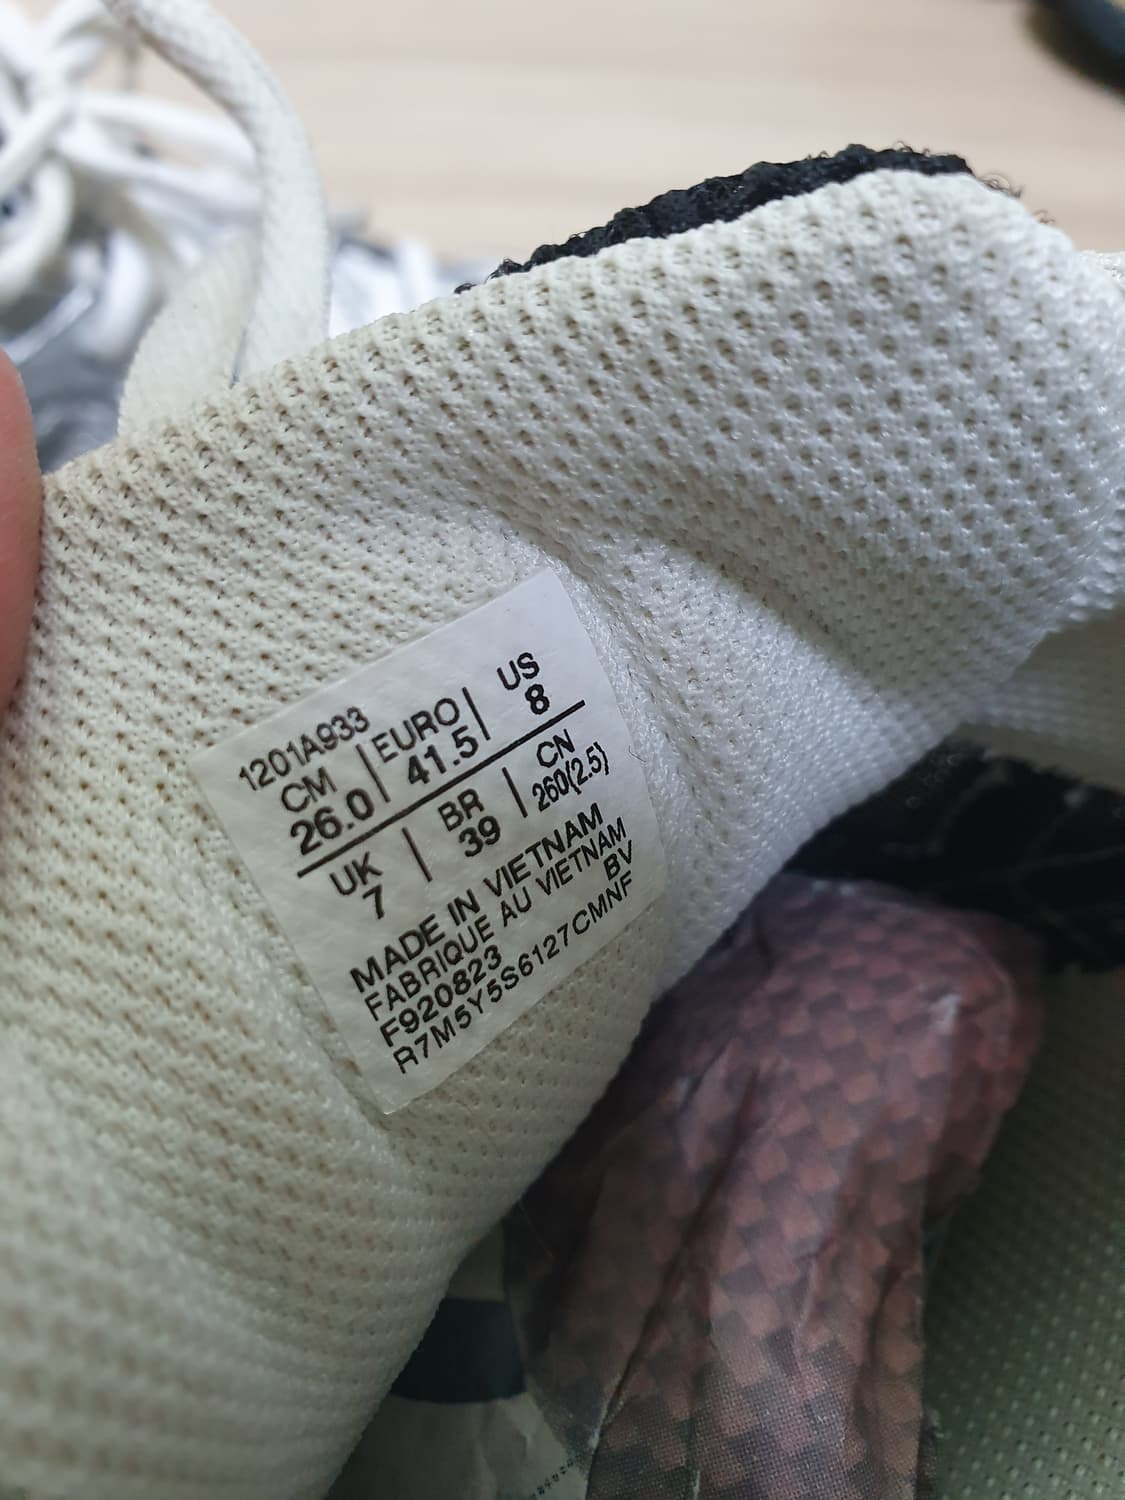 1201A933
CM | EURO | US
26.0 | 41.5 | 8
UK | BR | CN
7 | 39 | 260(2.5)
MADE IN VIETNAM
FABRIQUE AU VIETNAM
F920823 BV
R7M5Y5S6127CMNF